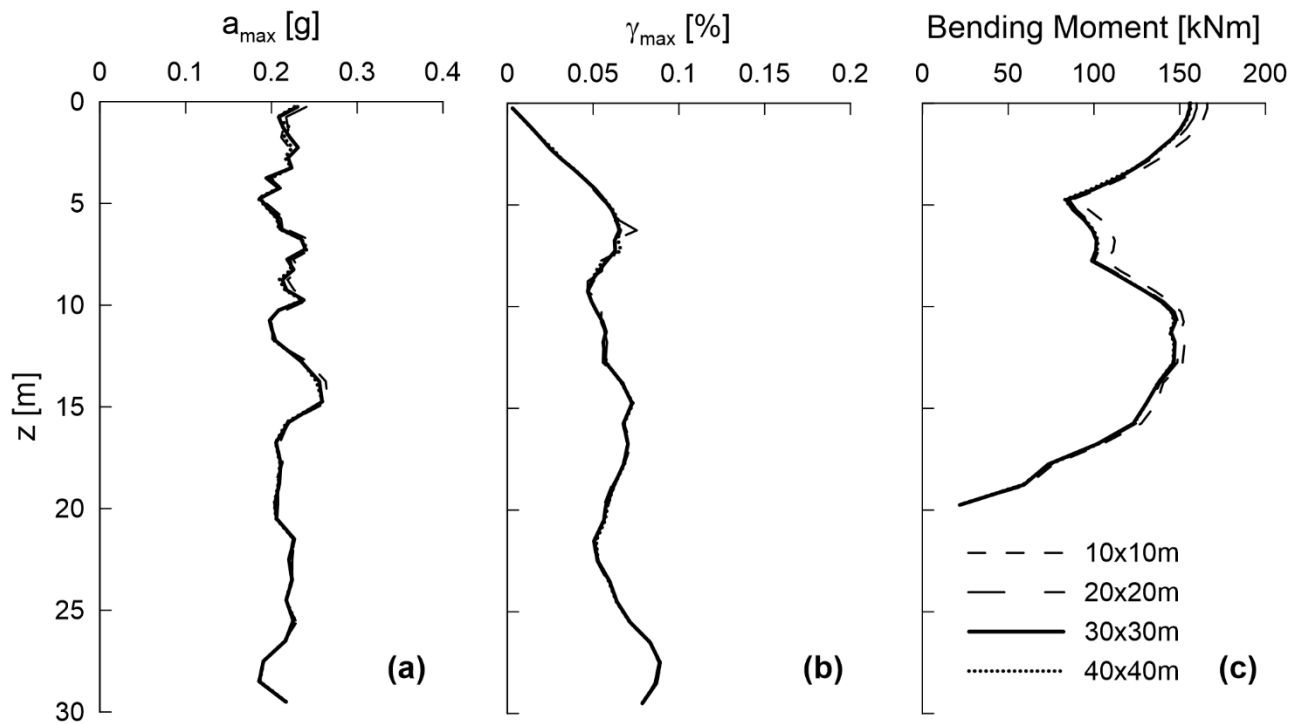 a_max [g]
0 0.1 0.2 0.3 0.4
γ_max [%]
0 0.05 0.1 0.15 0.2
Bending Moment [kNm]
0 50 100 150 200
z [m]
0
5
10
15
20
25
30
(a)
(b)
10x10m
20x20m
30x30m
40x40m
(c)